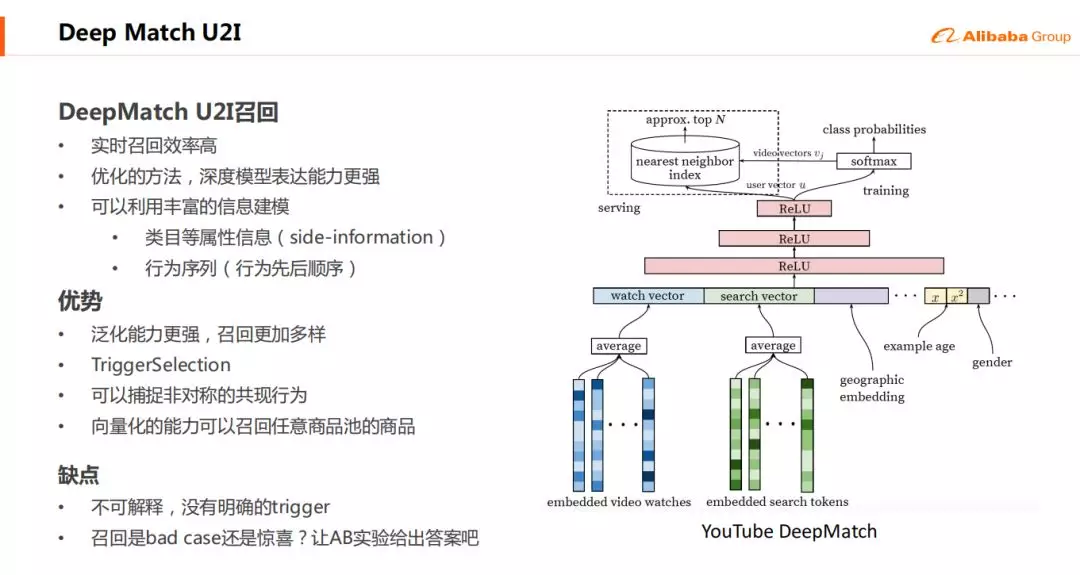 Deep Match U2I
Alibaba Group
DeepMatch U2I召回
• 实时召回效率高
• 优化的方法，深度模型表达能力更强
• 可以利用丰富的信息建模
• 类目等属性信息（side-information）
• 行为序列（行为先后顺序）
优势
• 泛化能力更强，召回更加多样
• TriggerSelection
• 可以捕捉非对称的共现行为
• 向量化的能力可以召回任意商品池的商品
缺点
• 不可解释，没有明确的trigger
• 召回是bad case还是惊喜？让AB实验给出答案吧
approx. top N
class probabilities
nearest neighbor
index
video vectors vj
softmax
user vector u
training
serving
ReLU
ReLU
ReLU
watch vector
search vector
x
x²
average
average
example age
gender
geographic
embedding
embedded video watches
embedded search tokens
YouTube DeepMatch